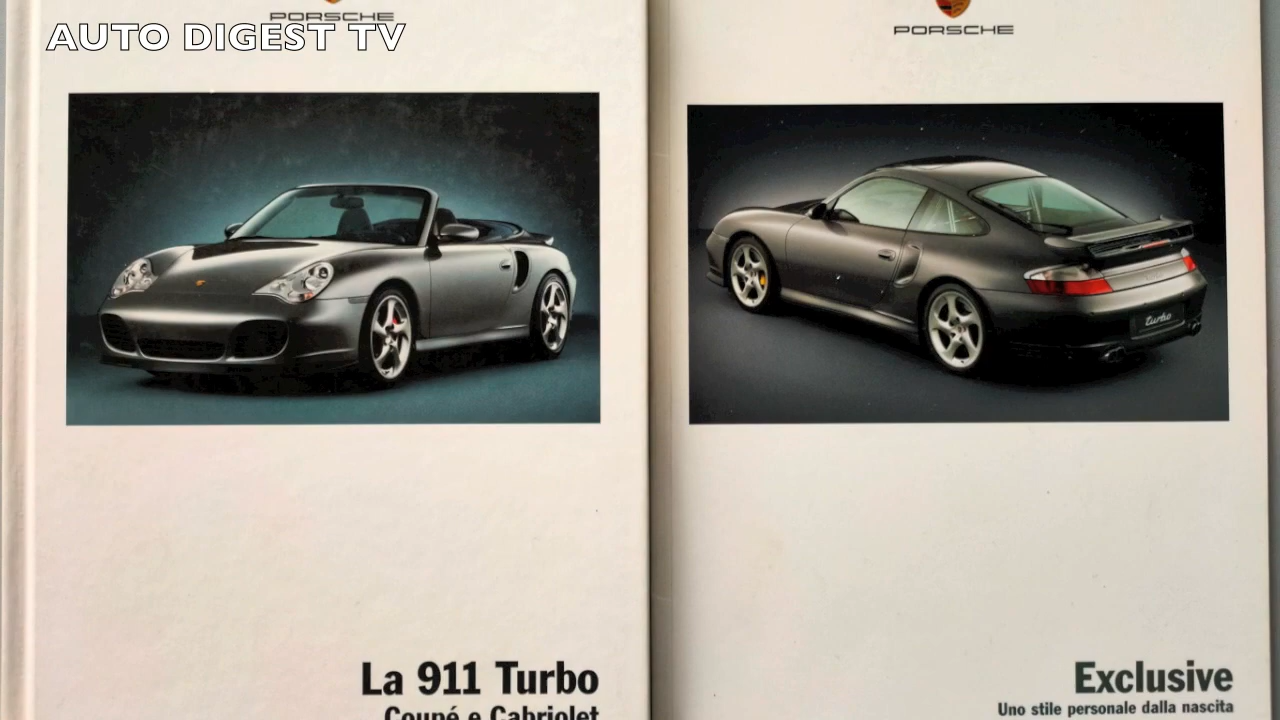 PORSCHE
AUTO DIGEST TV
PORSCHE
turbo
La 911 Turbo
Coupé e Cabriolet
Exclusive
Uno stile personale dalla nascita